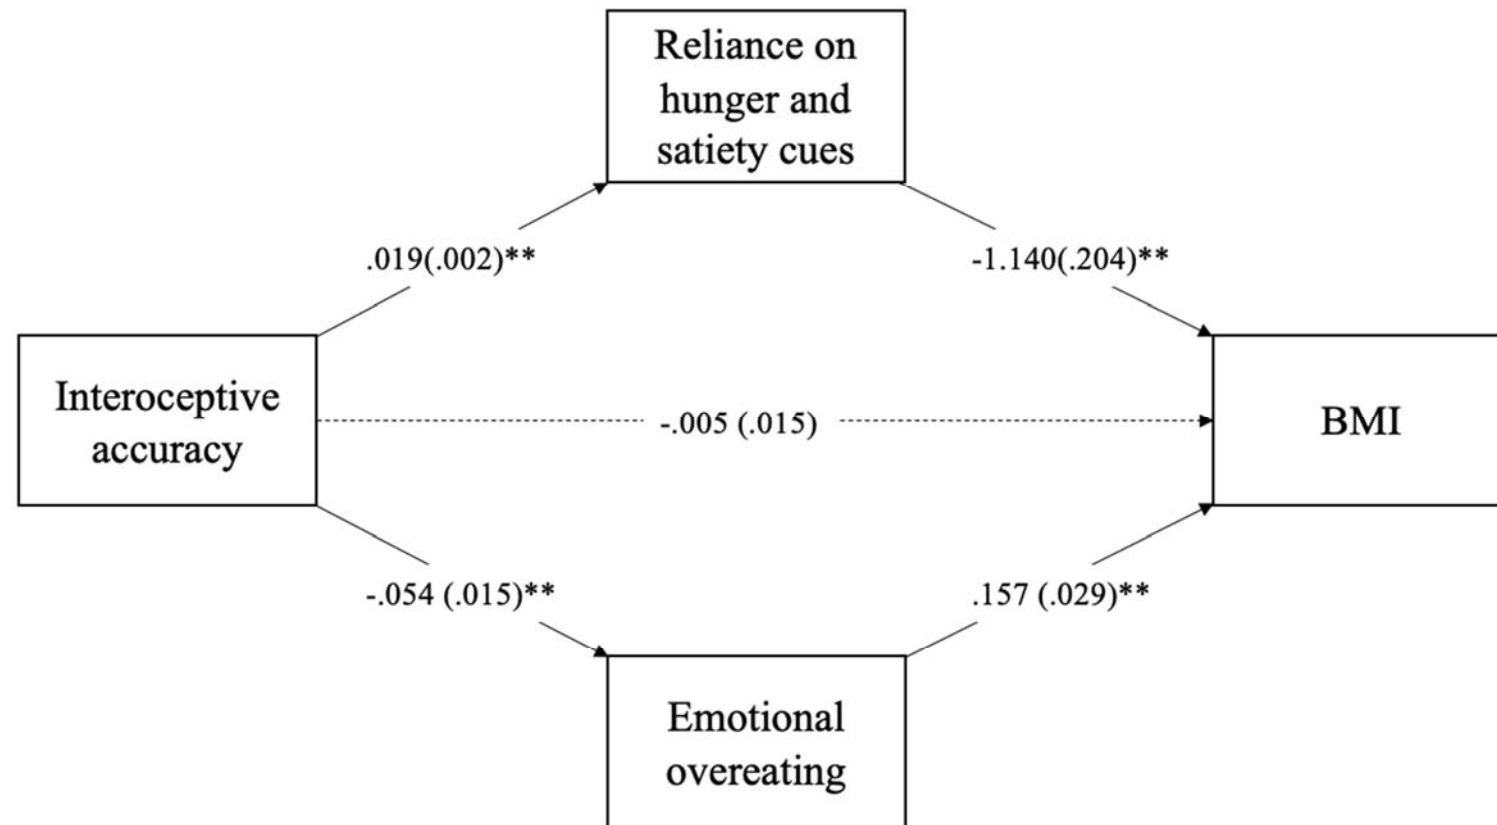 Reliance on
hunger and
satiety cues
.019(.002)**
-1.140(.204)**
Interoceptive
accuracy
-.005 (.015)
BMI
-.054 (.015)**
.157 (.029)**
Emotional
overeating